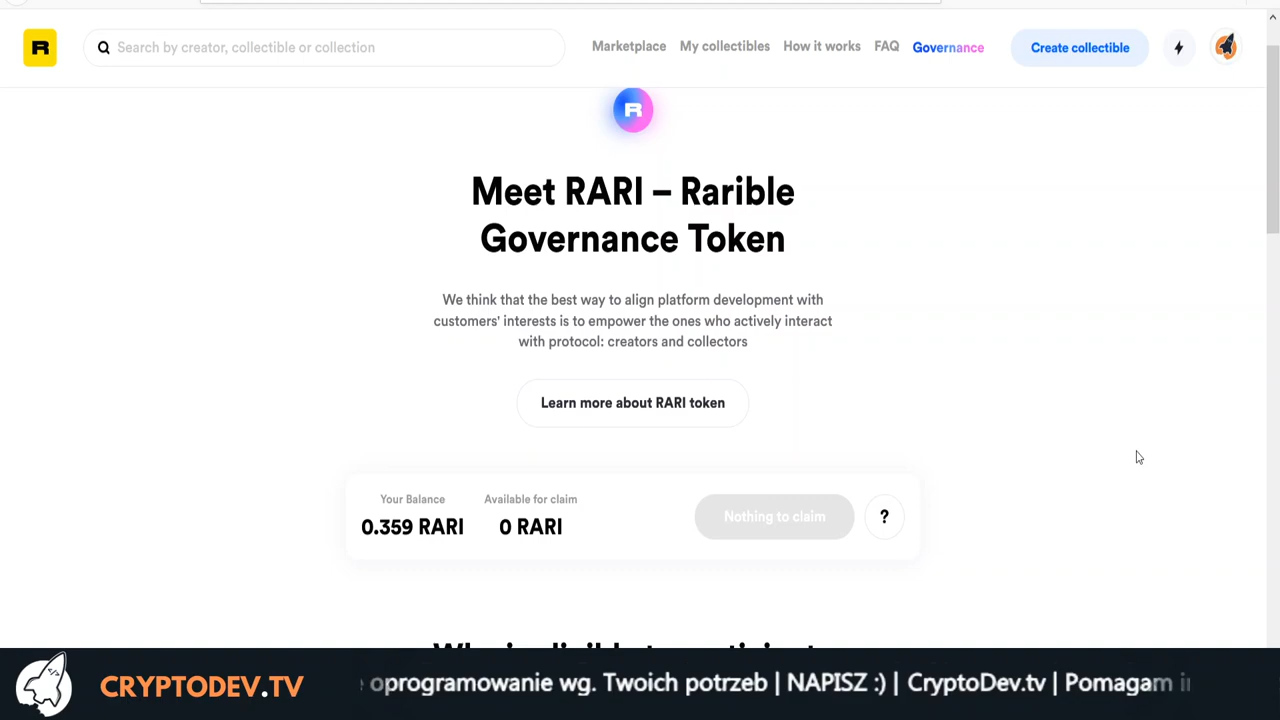 R
Search by creator, collectible or collection
Marketplace My collectibles How it works FAQ Governance Create collectible
R
Meet RARI – Rarible
Governance Token
We think that the best way to align platform development with
customers' interests is to empower the ones who actively interact
with protocol: creators and collectors
Learn more about RARI token
Your Balance Available for claim
0.359 RARI 0 RARI
Nothing to claim ?
CRYPTODEV.TV oprogramowanie wg. Twoich potrzeb | NAPISZ :) | CryptoDev.tv | Pomagam